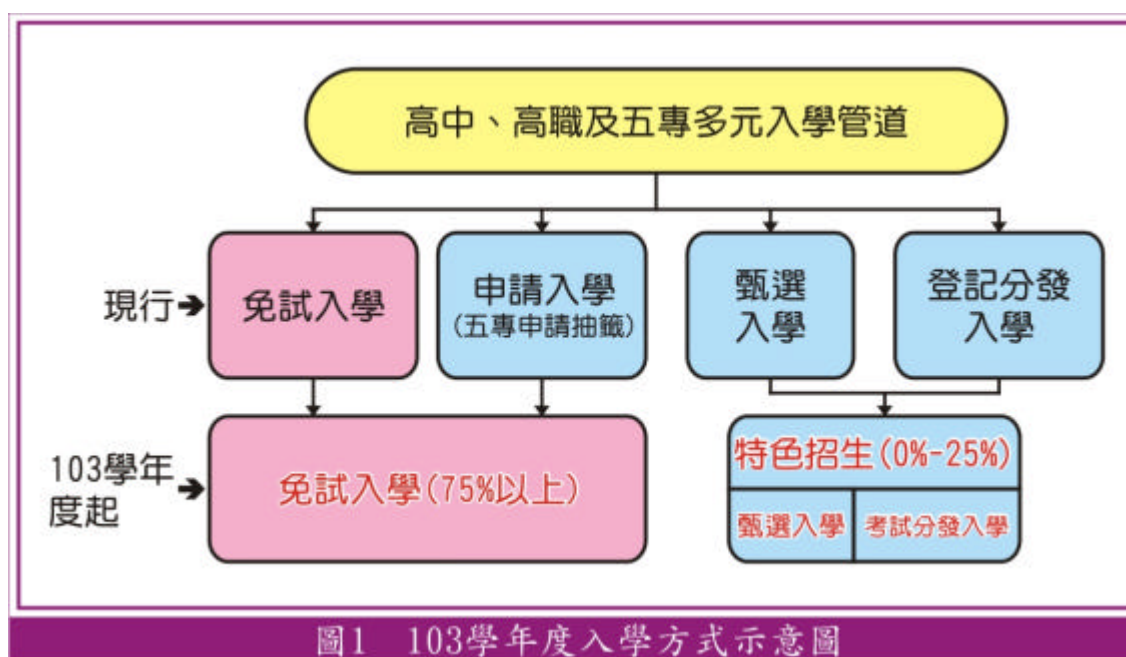 高中、高職及五專多元入學管道
現行➔
免試入學
申請入學
(五專申請抽籤)
甄選
入學
登記分發
入學
103學年➔
度起
免試入學(75%以上)
特色招生(0%-25%)
甄選入學
考試分發入學
圖1 103學年度入學方式示意圖